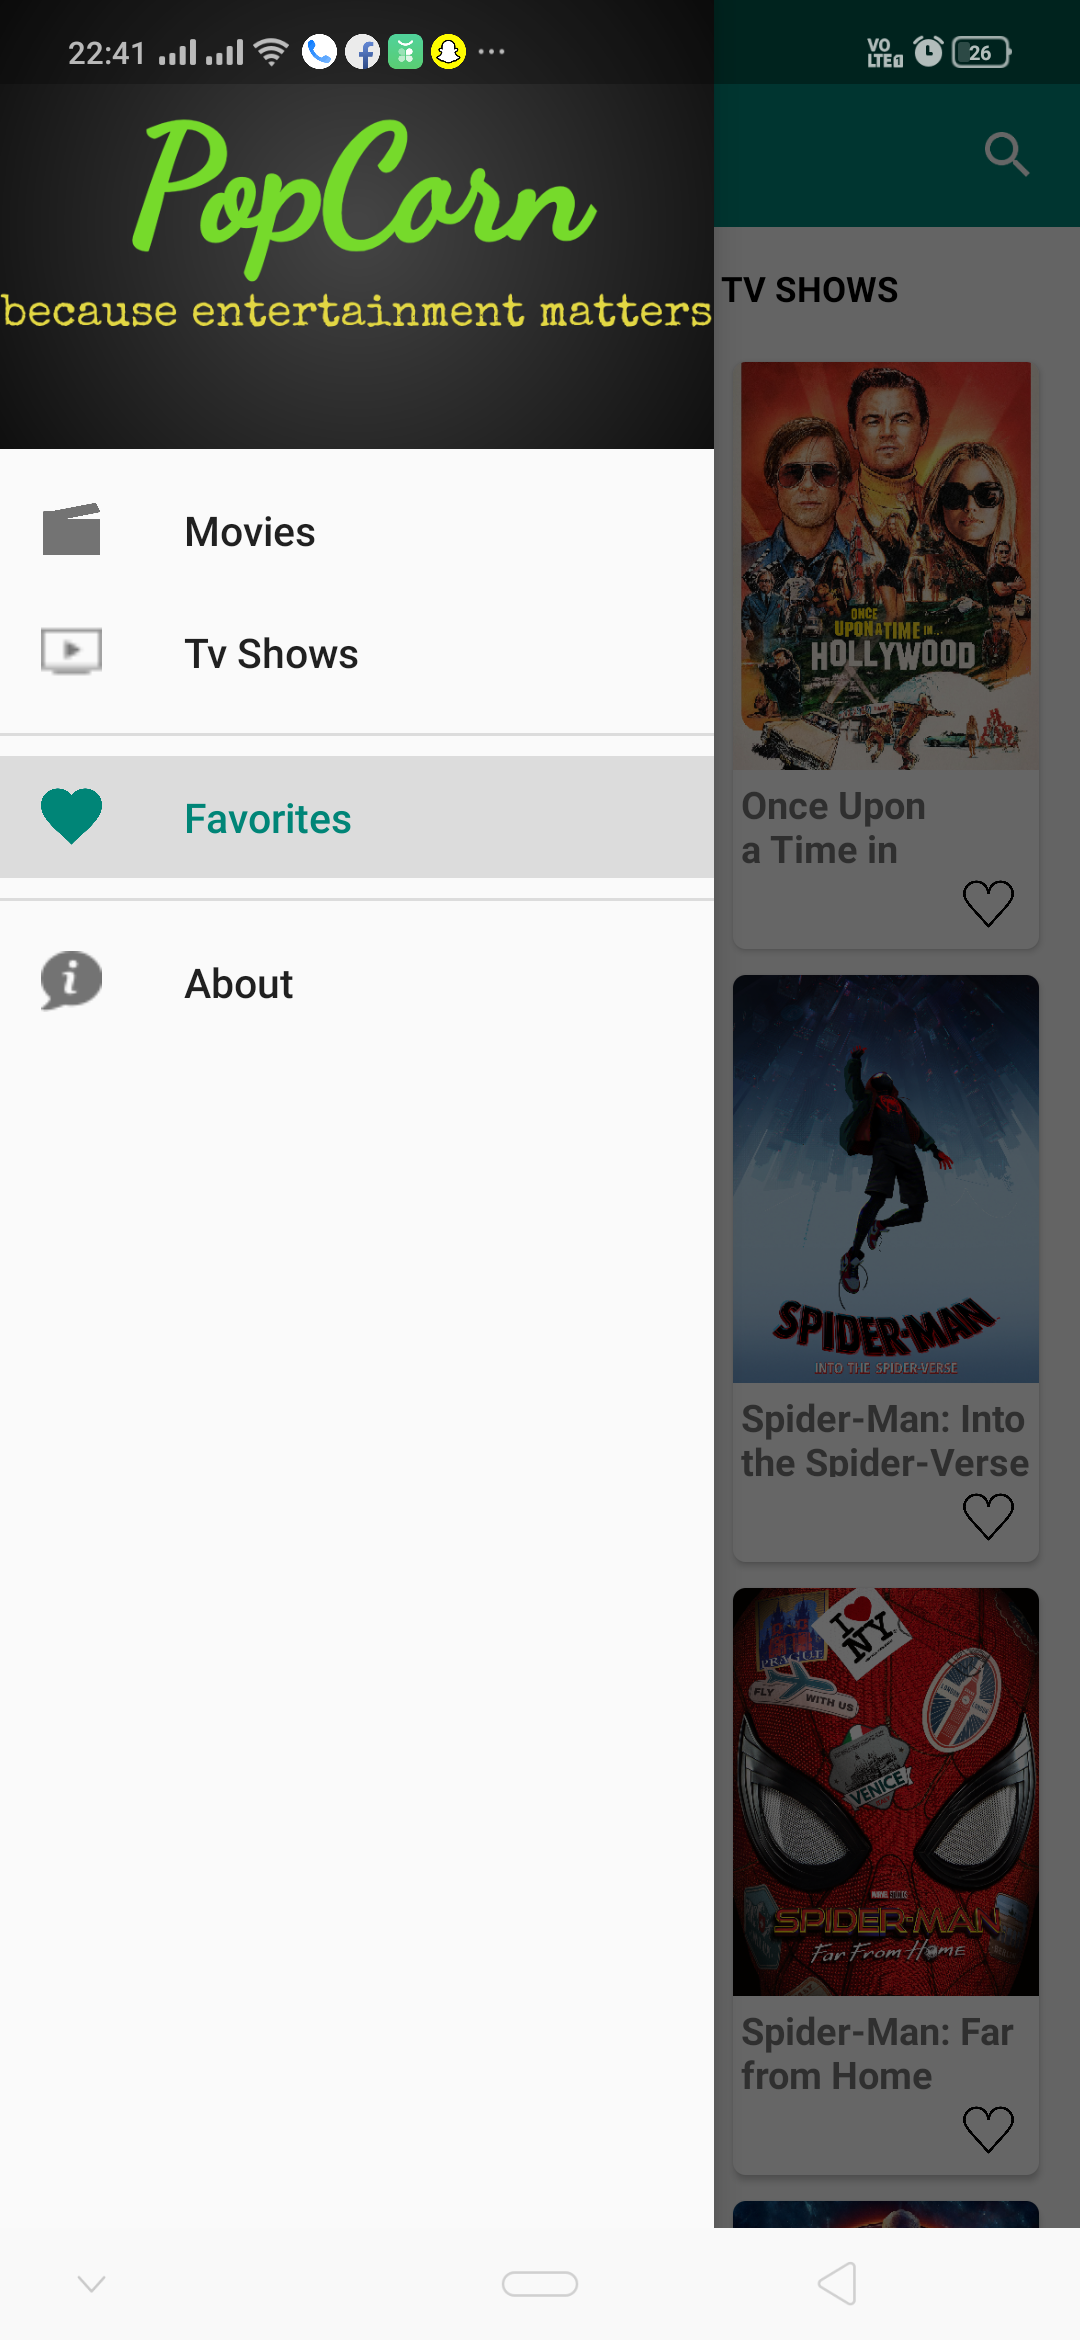 22:41
VO
LTE
26
PopCorn
because entertainment matters
Movies
Tv Shows
Favorites
About
TV SHOWS
ONCE
UPON A TIME IN...
HOLLYWOOD
Once Upon
a Time in
SPIDER-MAN
INTO THE SPIDER-VERSE
Spider-Man: Into
the Spider-Verse
I
NY
PRAGUE
FLY WITH US
VENICE
MARVEL STUDIOS
SPIDER-MAN
Far From Home
Spider-Man: Far
from Home